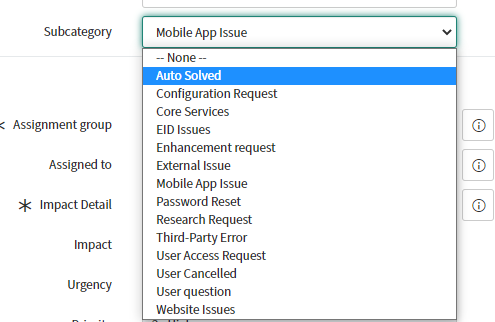 Subcategory
Mobile App Issue
-- None --
Auto Solved
Configuration Request
Core Services
EID Issues
Enhancement request
External Issue
Mobile App Issue
Password Reset
Research Request
Third-Party Error
User Access Request
User Cancelled
User question
Website Issues
Assignment group
Assigned to
Impact Detail
Impact
Urgency